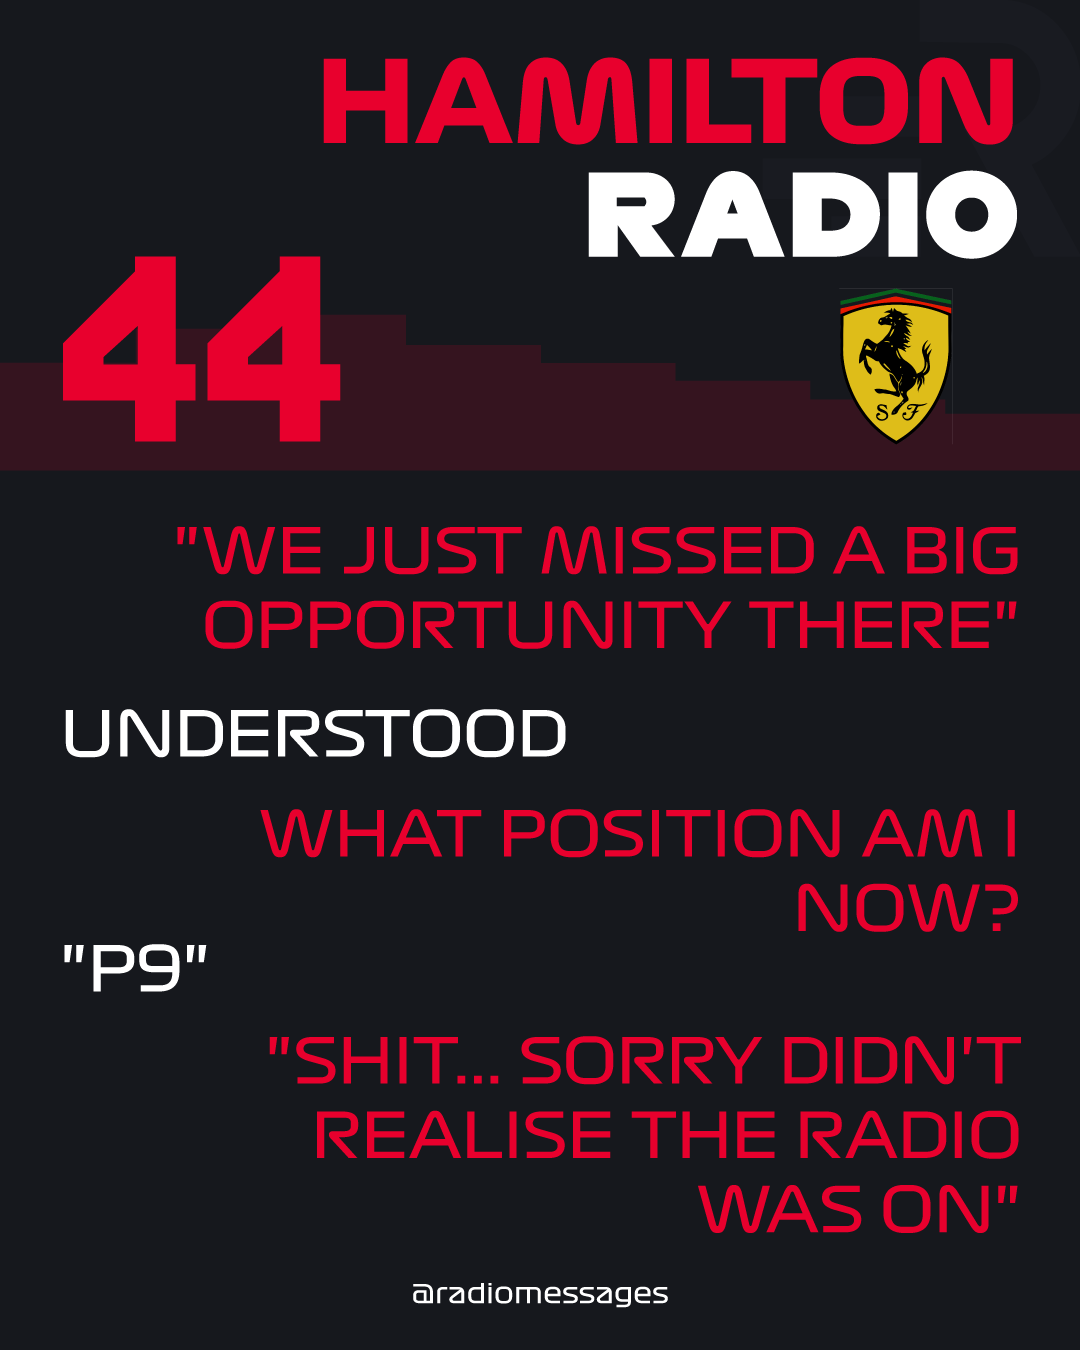 HAMILTON
RADIO
44
S F
"WE JUST MISSED A BIG
OPPORTUNITY THERE"
UNDERSTOOD
WHAT POSITION AM I
NOW?
"P9"
"SHIT... SORRY DIDN'T
REALISE THE RADIO
WAS ON"
@radiomessages